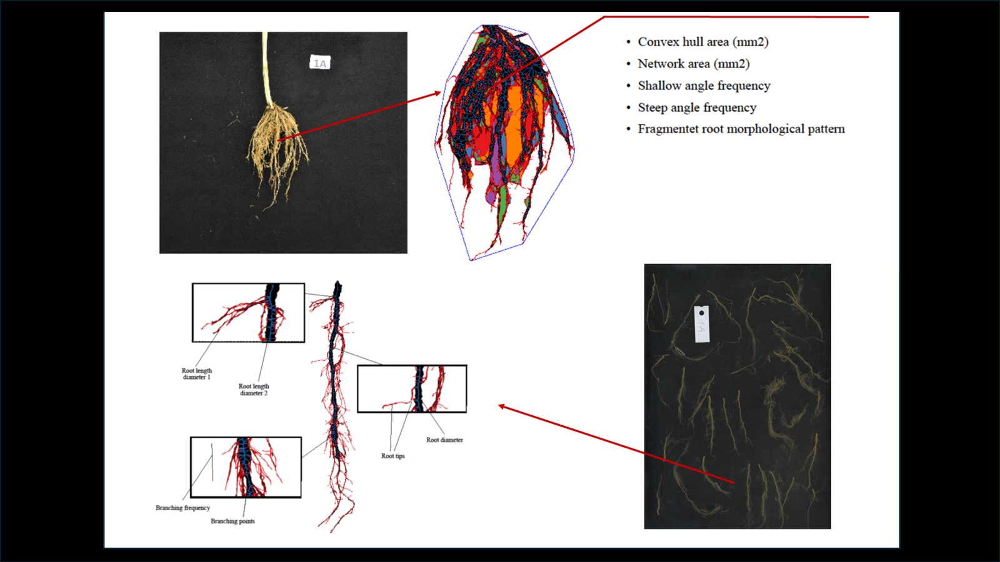 1A
• Convex hull area (mm2)
• Network area (mm2)
• Shallow angle frequency
• Steep angle frequency
• Fragmentet root morphological pattern
Root length
diameter 1
Root length
diameter 2
Root diameter
Root tips
Branching frequency
Branching points
1A